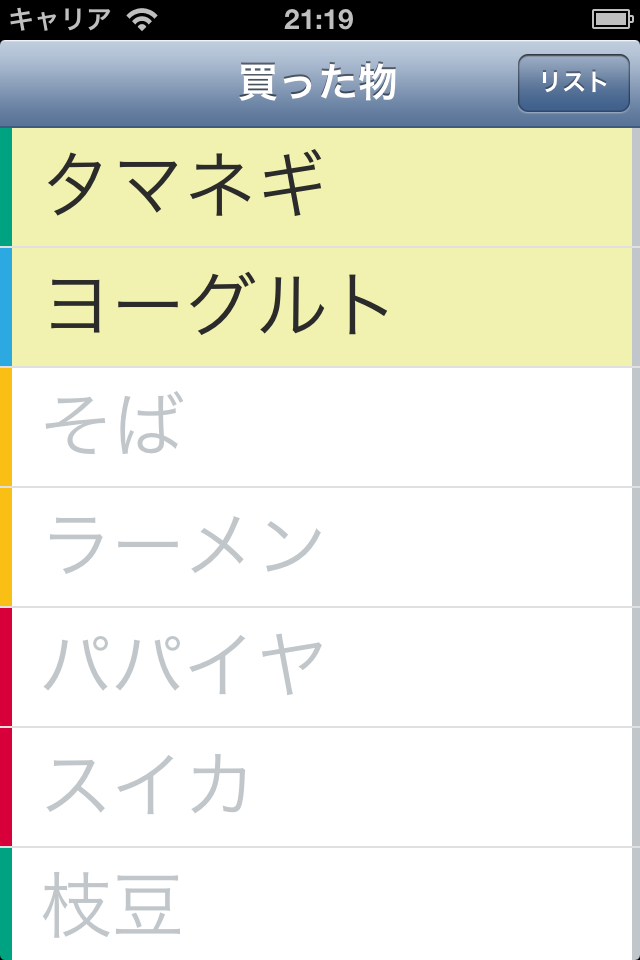 キャリア 21:19
買った物 リスト
タマネギ
ヨーグルト
そば
ラーメン
パパイヤ
スイカ
枝豆